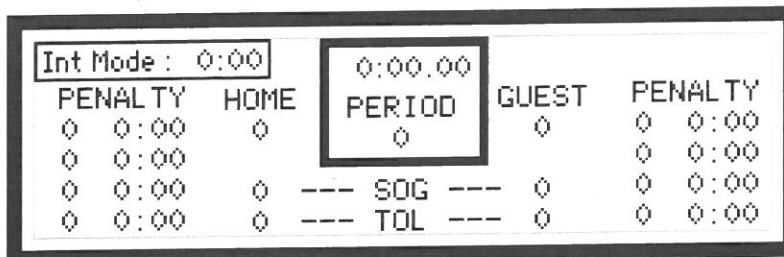 Int Mode : 0:00 0:00.00
PENALTY HOME PERIOD GUEST PENALTY
0 0:00 0 0 0 0 0:00
0 0:00 0 0:00
0 0:00 0 --- SOG --- 0 0 0:00
0 0:00 0 --- TOL --- 0 0 0:00